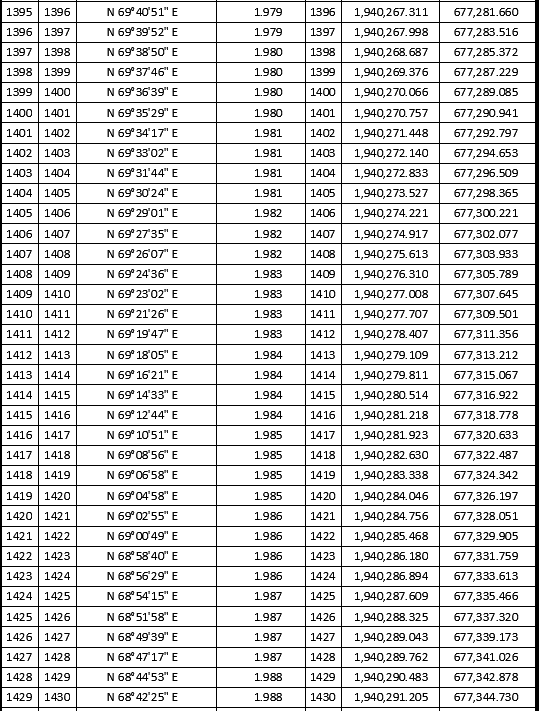 1395 1396 N 69°40'51" E 1.979 1396 1,940,267.311 677,281.660
1396 1397 N 69°39'52" E 1.979 1397 1,940,267.998 677,283.516
1397 1398 N 69°38'50" E 1.980 1398 1,940,268.687 677,285.372
1398 1399 N 69°37'46" E 1.980 1399 1,940,269.376 677,287.229
1399 1400 N 69°36'39" E 1.980 1400 1,940,270.066 677,289.085
1400 1401 N 69°35'29" E 1.980 1401 1,940,270.757 677,290.941
1401 1402 N 69°34'17" E 1.981 1402 1,940,271.448 677,292.797
1402 1403 N 69°33'02" E 1.981 1403 1,940,272.140 677,294.653
1403 1404 N 69°31'44" E 1.981 1404 1,940,272.833 677,296.509
1404 1405 N 69°30'24" E 1.981 1405 1,940,273.527 677,298.365
1405 1406 N 69°29'01" E 1.982 1406 1,940,274.221 677,300.221
1406 1407 N 69°27'35" E 1.982 1407 1,940,274.917 677,302.077
1407 1408 N 69°26'07" E 1.982 1408 1,940,275.613 677,303.933
1408 1409 N 69°24'36" E 1.983 1409 1,940,276.310 677,305.789
1409 1410 N 69°23'02" E 1.983 1410 1,940,277.008 677,307.645
1410 1411 N 69°21'26" E 1.983 1411 1,940,277.707 677,309.501
1411 1412 N 69°19'47" E 1.983 1412 1,940,278.407 677,311.356
1412 1413 N 69°18'05" E 1.984 1413 1,940,279.109 677,313.212
1413 1414 N 69°16'21" E 1.984 1414 1,940,279.811 677,315.067
1414 1415 N 69°14'33" E 1.984 1415 1,940,280.514 677,316.922
1415 1416 N 69°12'44" E 1.984 1416 1,940,281.218 677,318.778
1416 1417 N 69°10'51" E 1.985 1417 1,940,281.923 677,320.633
1417 1418 N 69°08'56" E 1.985 1418 1,940,282.630 677,322.487
1418 1419 N 69°06'58" E 1.985 1419 1,940,283.338 677,324.342
1419 1420 N 69°04'58" E 1.985 1420 1,940,284.046 677,326.197
1420 1421 N 69°02'55" E 1.986 1421 1,940,284.756 677,328.051
1421 1422 N 69°00'49" E 1.986 1422 1,940,285.468 677,329.905
1422 1423 N 68°58'40" E 1.986 1423 1,940,286.180 677,331.759
1423 1424 N 68°56'29" E 1.986 1424 1,940,286.894 677,333.613
1424 1425 N 68°54'15" E 1.987 1425 1,940,287.609 677,335.466
1425 1426 N 68°51'58" E 1.987 1426 1,940,288.325 677,337.320
1426 1427 N 68°49'39" E 1.987 1427 1,940,289.043 677,339.173
1427 1428 N 68°47'17" E 1.987 1428 1,940,289.762 677,341.026
1428 1429 N 68°44'53" E 1.988 1429 1,940,290.483 677,342.878
1429 1430 N 68°42'25" E 1.988 1430 1,940,291.205 677,344.730